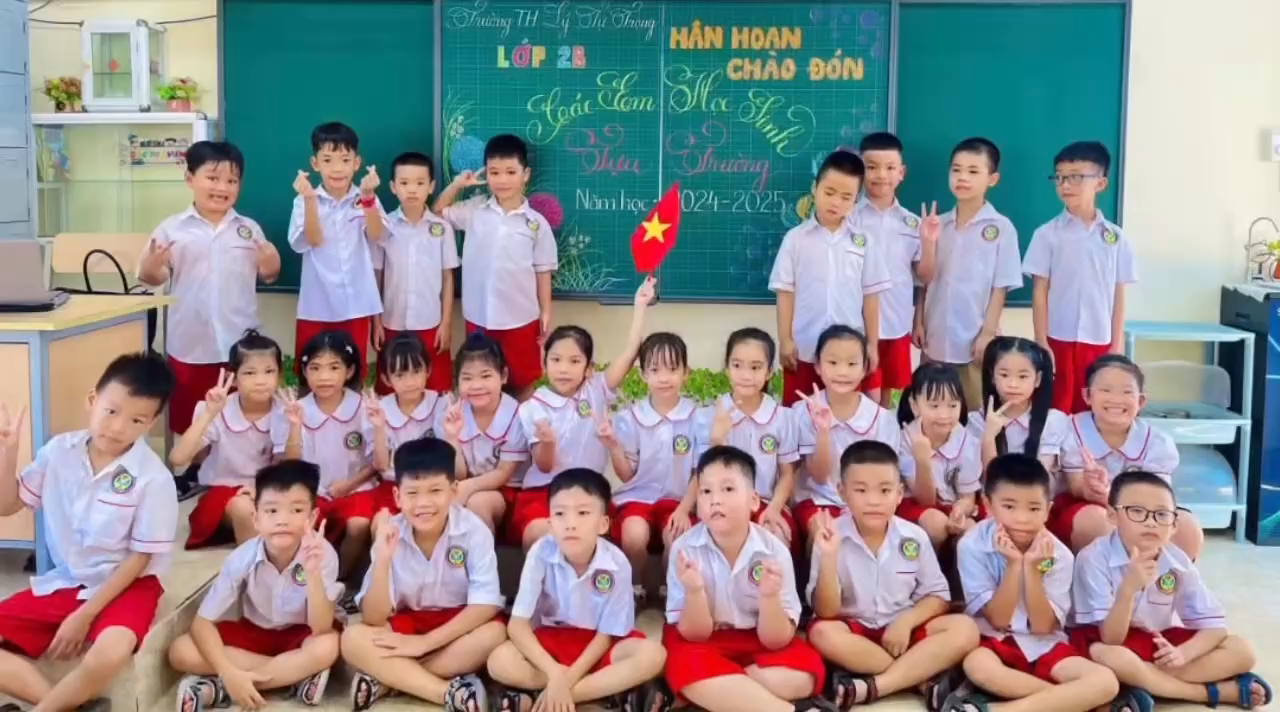 Trường TH Lý Tự Trọng
LỚP 2B
HÂN HOAN
CHÀO ĐÓN
Các Em Học Sinh
Tựu Trường
Năm học 2024-2025